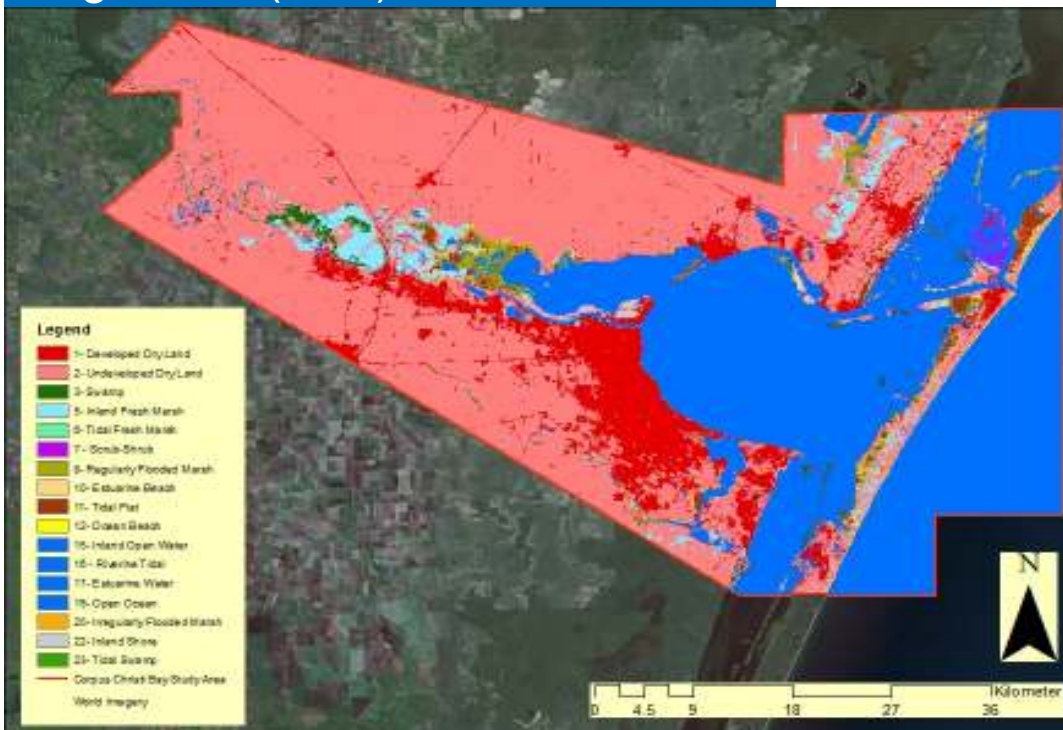 Legend
1- Developed Dry Land
2- Undeveloped Dry Land
3- Swamp
5- Inland Fresh Marsh
6- Tidal Fresh Marsh
7 - Scrub-Shrub
8- Regularly Flooded Marsh
10- Estuarine Beach
11- Tidal Flat
12- Ocean Beach
15- Inland Open Water
16 - Riverine Tidal
17- Estuarine Water
19- Open Ocean
20- Irregularly Flooded Marsh
22- Inland Shore
23- Tidal Swamp
Corpus Christi Bay Study Area
World Imagery
N
Kilometer
0 4.5 9 18 27 36